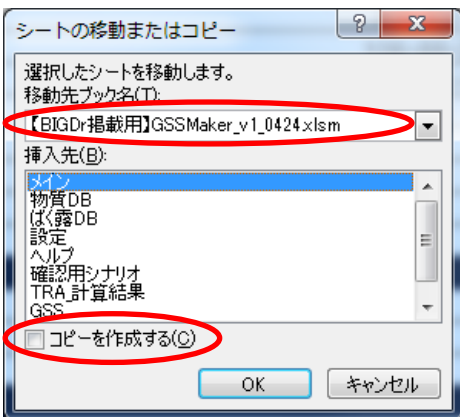 シートの移動またはコピー
選択したシートを移動します。
移動先ブック名(T):
【BIGDr掲載用】GSSMaker_v1_0424.xlsm
挿入先(B):
メイン
物質DB
ばく露DB
設定
ヘルプ
確認用シナリオ
TRA_計算結果
GSS
コピーを作成する(C)
OK
キャンセル